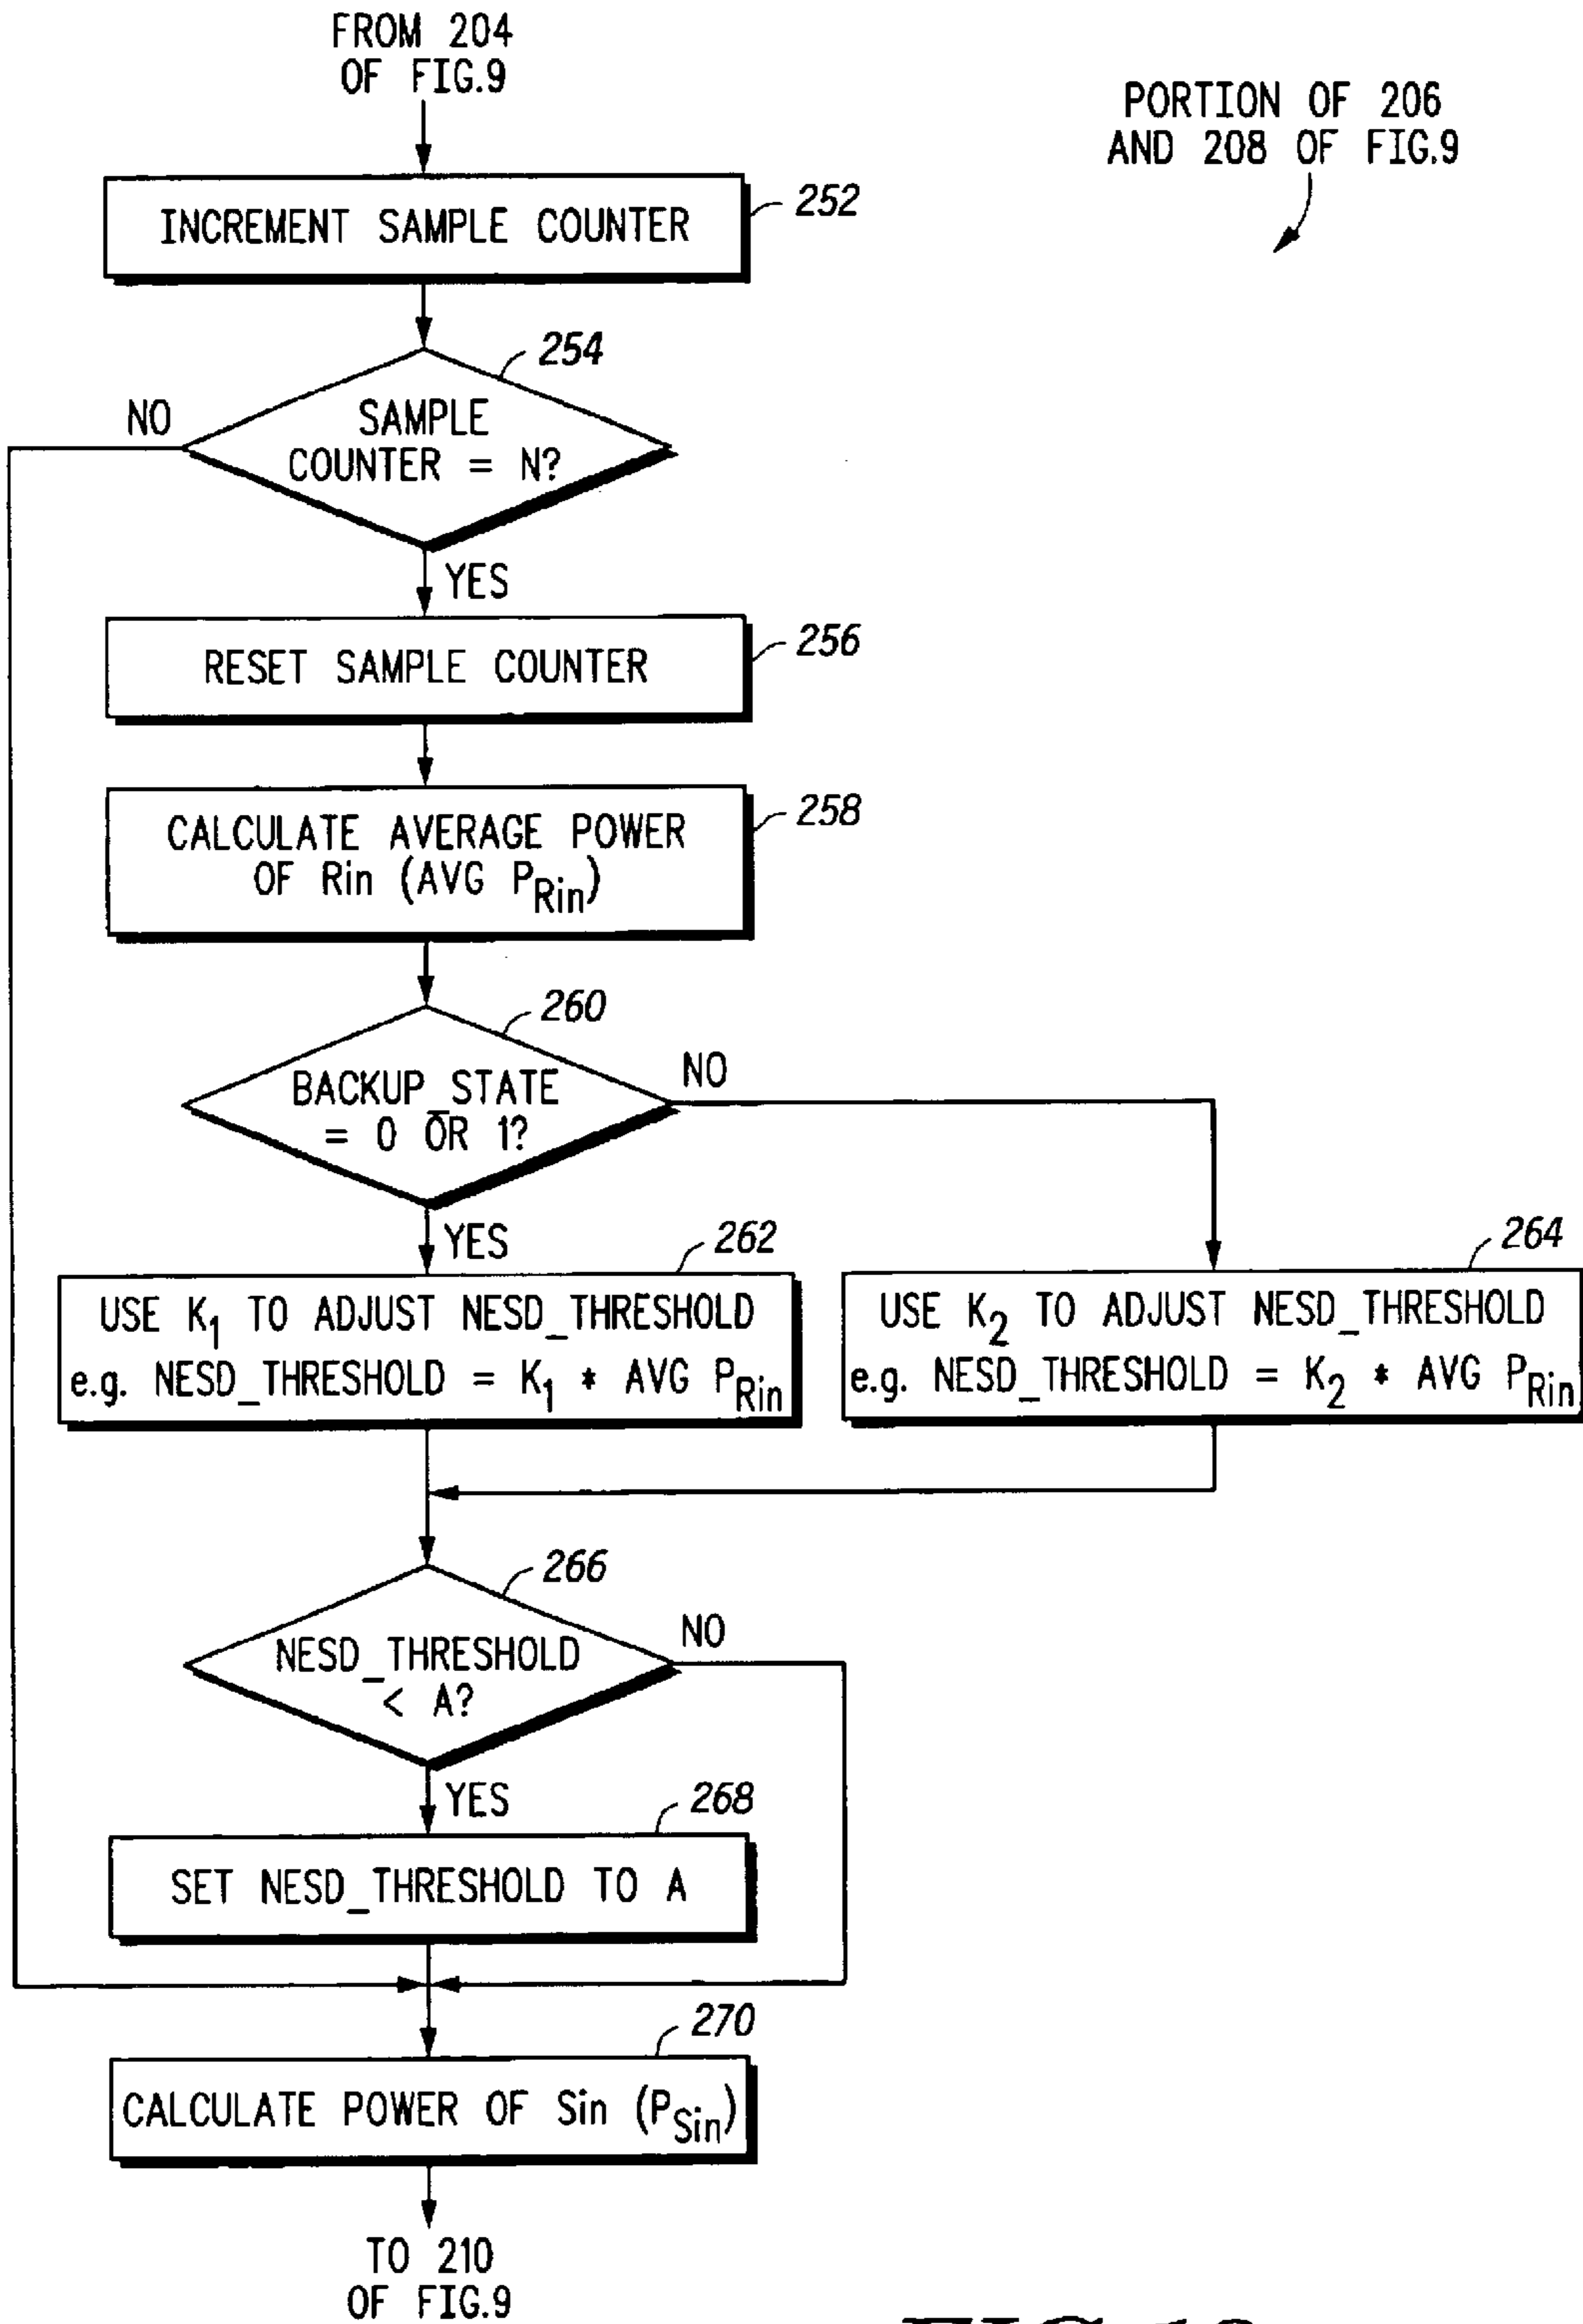 FROM 204
OF FIG.9
PORTION OF 206
AND 208 OF FIG.9
INCREMENT SAMPLE COUNTER
252
254
NO
SAMPLE
COUNTER = N?
YES
RESET SAMPLE COUNTER
256
CALCULATE AVERAGE POWER
OF Rin (AVG P_Rin)
258
260
BACKUP_STATE
= 0 OR 1?
NO
YES
262
USE K1 TO ADJUST NESD_THRESHOLD
e.g. NESD_THRESHOLD = K1 * AVG PRin
264
USE K2 TO ADJUST NESD_THRESHOLD
e.g. NESD_THRESHOLD = K2 * AVG PRin
266
NESD_THRESHOLD
< A?
NO
YES
268
SET NESD_THRESHOLD TO A
270
CALCULATE POWER OF Sin (PSin)
TO 210
OF FIG.9